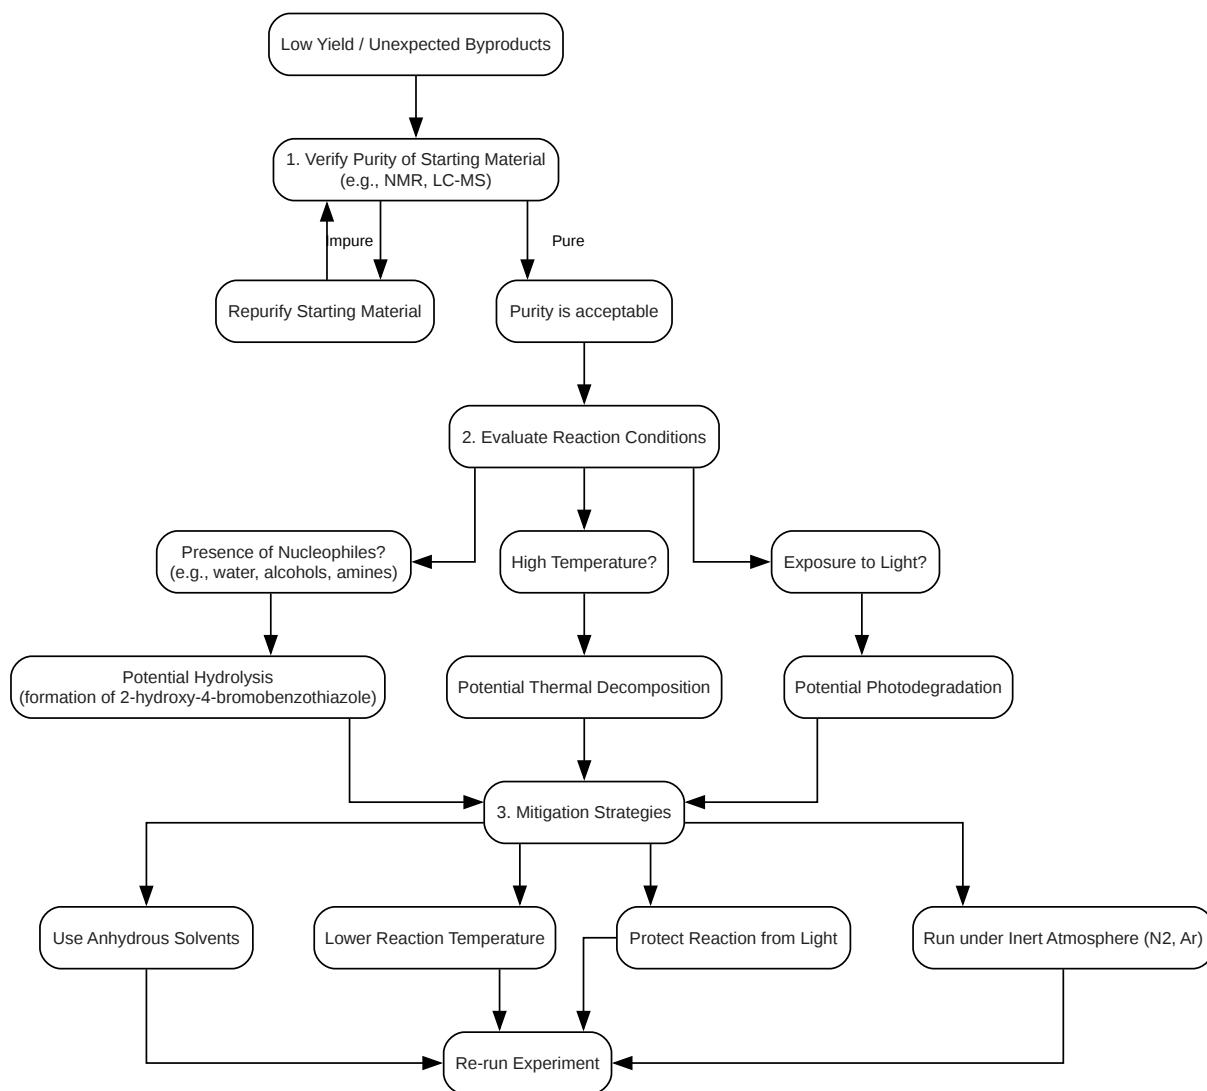 Low Yield / Unexpected Byproducts
1. Verify Purity of Starting Material
(e.g., NMR, LC-MS)
Impure
Pure
Repurify Starting Material
Purity is acceptable
2. Evaluate Reaction Conditions
Presence of Nucleophiles?
(e.g., water, alcohols, amines)
High Temperature?
Exposure to Light?
Potential Hydrolysis
(formation of 2-hydroxy-4-bromobenzothiazole)
Potential Thermal Decomposition
Potential Photodegradation
3. Mitigation Strategies
Use Anhydrous Solvents
Lower Reaction Temperature
Protect Reaction from Light
Run under Inert Atmosphere (N2, Ar)
Re-run Experiment